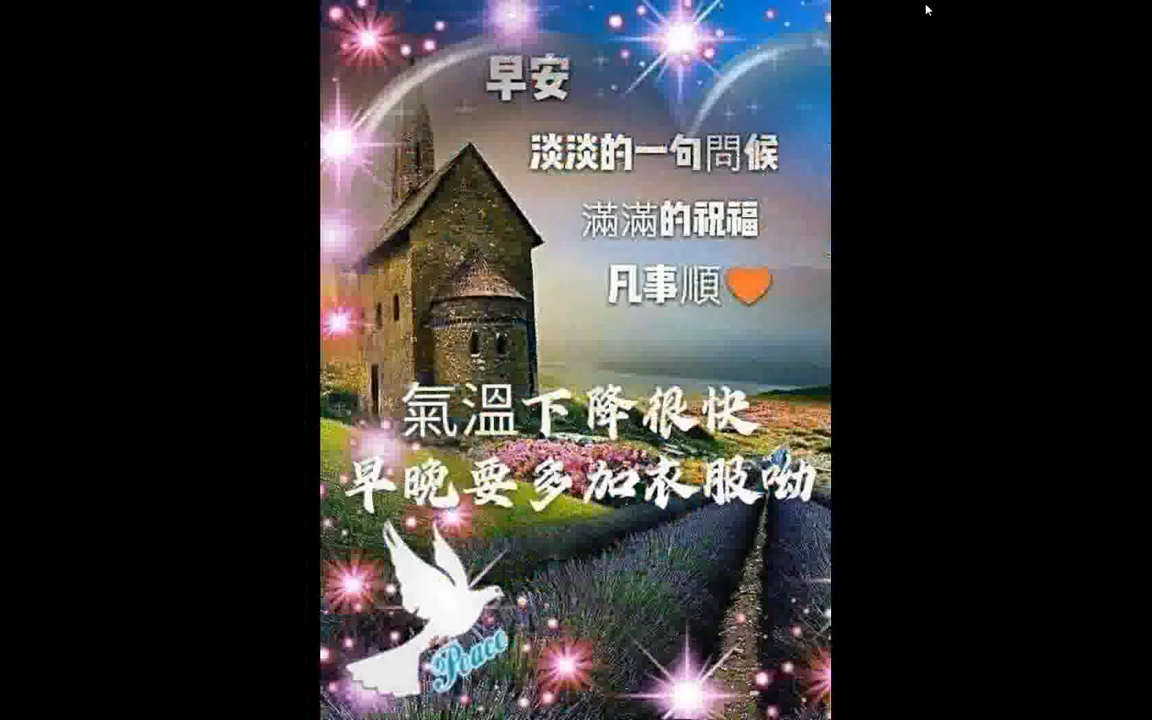 早安
淡淡的一句問候
滿滿的祝福
凡事順🧡
氣溫下降很快
早晚要多加衣服呦
Peace